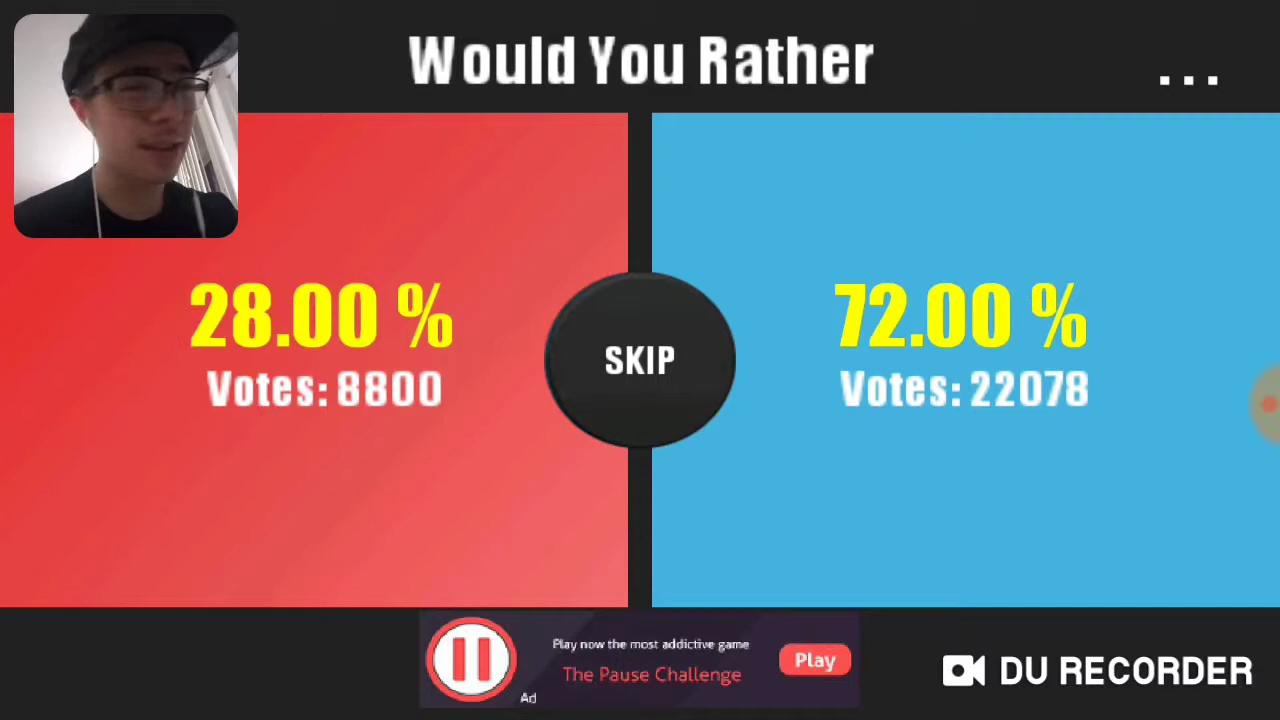 Would You Rather
...
28.00 %
Votes: 8800
SKIP
72.00 %
Votes: 22078
Play now the most addictive game
The Pause Challenge
Play
Ad
DU RECORDER